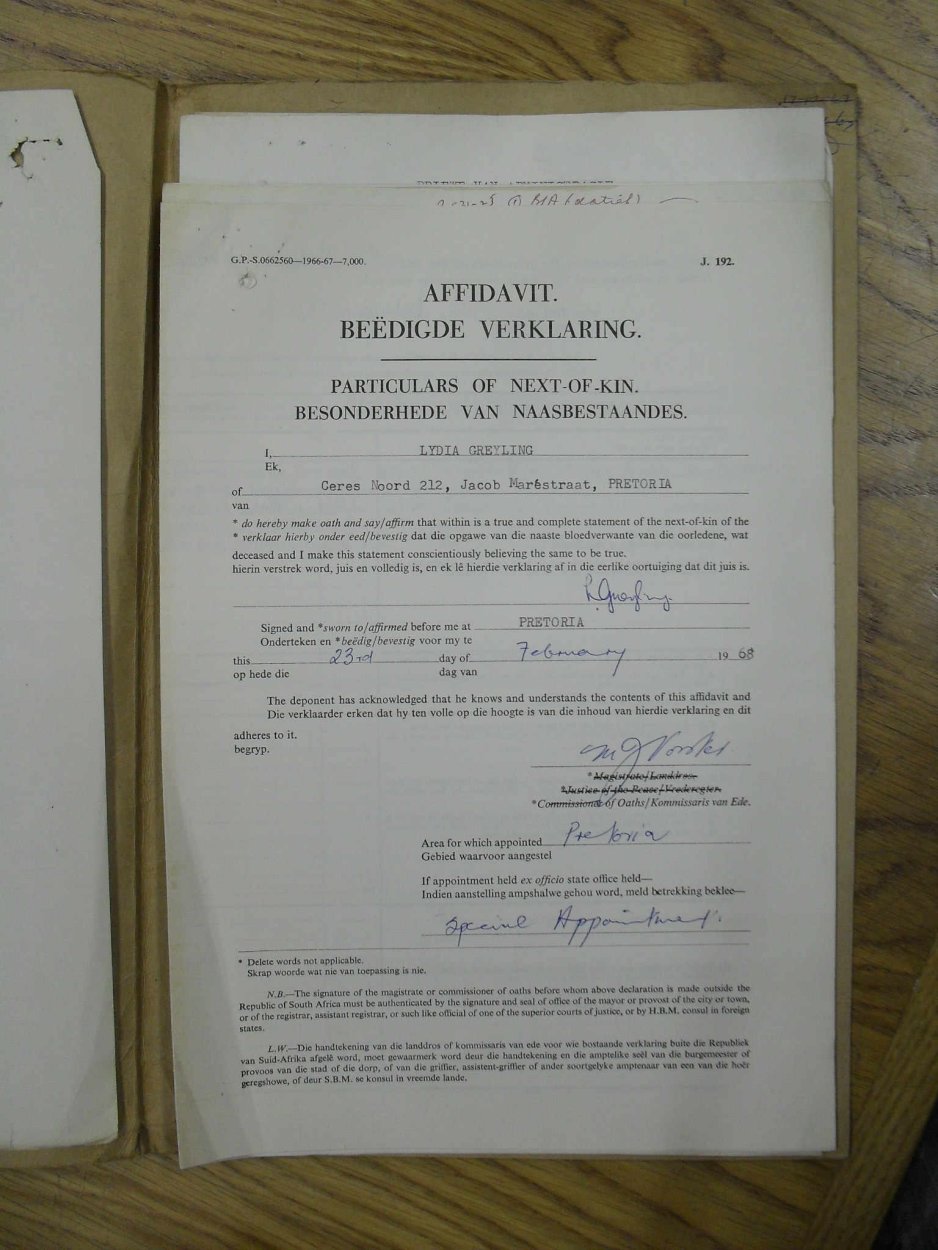 G.P.-S.0662560—1966-67—7,000.
J. 192.
AFFIDAVIT.
BEËDIGDE VERKLARING.
PARTICULARS OF NEXT-OF-KIN.
BESONDERHEDE VAN NAASBESTAANDES.
I, LYDIA GREYLING
Ek,
of Ceres Noord 212, Jacob Maréstraat, PRETORIA
van
* do hereby make oath and say/affirm that within is a true and complete statement of the next-of-kin of the
* verklaar hierby onder eed/bevestig dat die opgawe van die naaste bloedverwante van die oorledene, wat
deceased and I make this statement conscientiously believing the same to be true.
hierin verstrek word, juis en volledig is, en ek lê hierdie verklaring af in die eerlike oortuiging dat dit juis is.
L Greyling
Signed and *sworn to/affirmed before me at PRETORIA
Onderteken en *beëdig/bevestig voor my te
this 23rd day of February 19 68
op hede die dag van
The deponent has acknowledged that he knows and understands the contents of this affidavit and
Die verklaarder erken dat hy ten volle op die hoogte is van die inhoud van hierdie verklaring en dit
adheres to it.
begryp.
*Magistrate/Landdros.
*Justice of the Peace/Vrederegter.
*Commissioner of Oaths/Kommissaris van Ede.
Area for which appointed Pretoria
Gebied waarvoor aangestel
If appointment held ex officio state office held—
Indien aanstelling ampshalwe gehou word, meld betrekking beklee—
Special Appointment.
* Delete words not applicable.
Skrap woorde wat nie van toepassing is nie.
N.B.—The signature of the magistrate or commissioner of oaths before whom above declaration is made outside the
Republic of South Africa must be authenticated by the signature and seal of office of the mayor or provost of the city or town,
or of the registrar, assistant registrar, or such like official of one of the superior courts of justice, or by H.B.M. consul in foreign
states.
L.W.—Die handtekening van die landdros of kommissaris van ede voor wie bostaande verklaring buite die Republiek
van Suid-Afrika afgelê word, moet gewaarmerk word deur die handtekening en die amptelike seël van die burgemeester of
provoos van die stad of die dorp, of van die griffier, assistent-griffier of ander soortgelyke amptenaar van een van die hoër
geregshowe, of deur S.B.M. se konsul in vreemde lande.